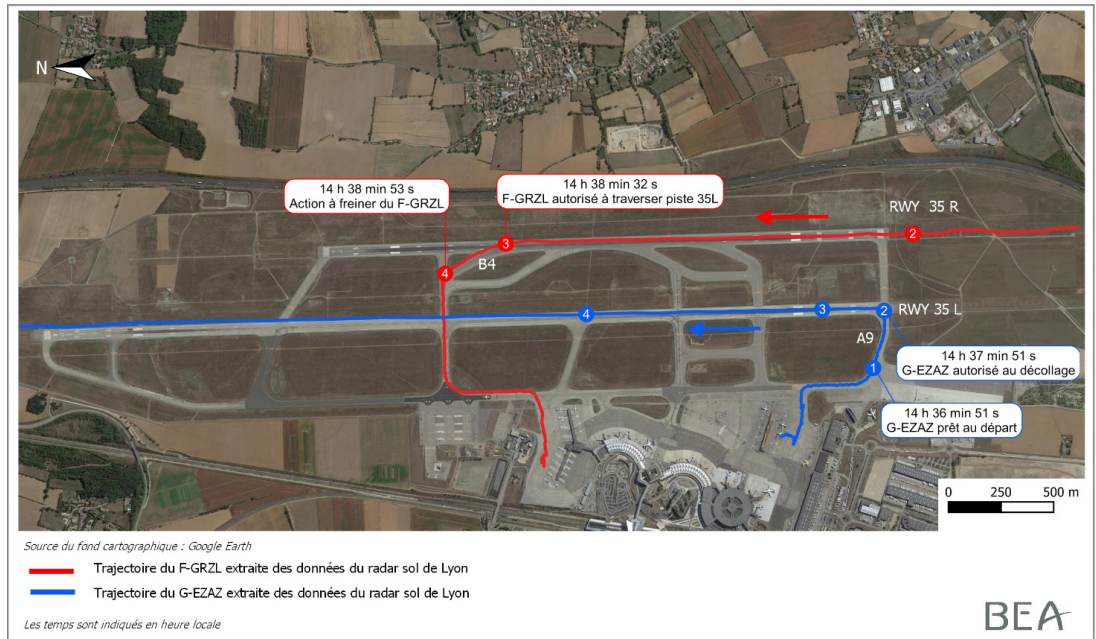 N
14 h 38 min 53 s
Action à freiner du F-GRZL
14 h 38 min 32 s
F-GRZL autorisé à traverser piste 35L
RWY 35 R
2
3
B4
4
4
3
2
RWY 35 L
A9
14 h 37 min 51 s
G-EZAZ autorisé au décollage
1
14 h 36 min 51 s
G-EZAZ prêt au départ
0 250 500 m
Source du fond cartographique : Google Earth
Trajectoire du F-GRZL extraite des données du radar sol de Lyon
Trajectoire du G-EZAZ extraite des données du radar sol de Lyon
Les temps sont indiqués en heure locale
BEA